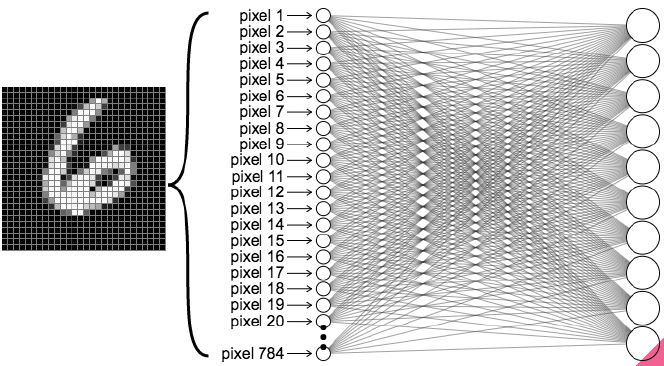 pixel 1
pixel 2
pixel 3
pixel 4
pixel 5
pixel 6
pixel 7
pixel 8
pixel 9
pixel 10
pixel 11
pixel 12
pixel 13
pixel 14
pixel 15
pixel 16
pixel 17
pixel 18
pixel 19
pixel 20
pixel 784